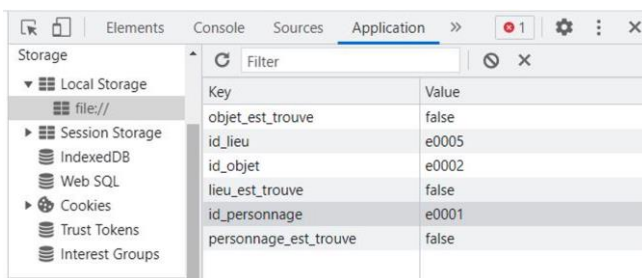 Elements Console Sources Application » 1
Storage
Local Storage
file://
Session Storage
IndexedDB
Web SQL
Cookies
Trust Tokens
Interest Groups
Filter
Key Value
objet_est_trouve false
id_lieu e0005
id_objet e0002
lieu_est_trouve false
id_personnage e0001
personnage_est_trouve false